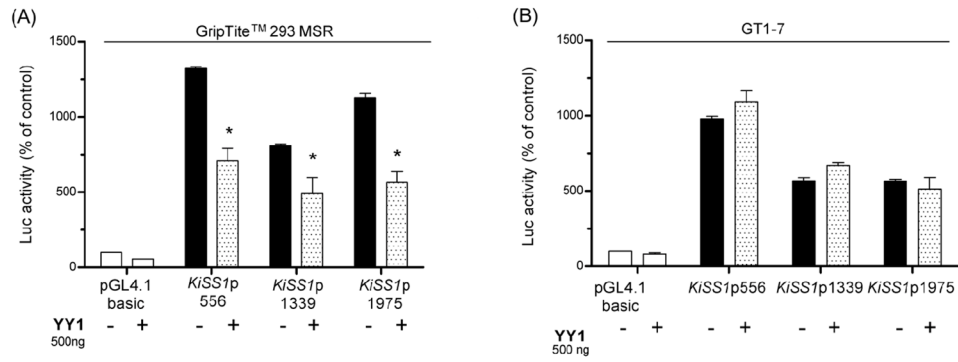 (A)
GripTite™ 293 MSR
Luc activity (% of control)
1500
1000
500
0
*
*
*
pGL4.1 basic
KiSS1p 556
KiSS1p 1339
KiSS1p 1975
YY1 - + - + - + - +
500ng
(B)
GT1-7
Luc activity (% of control)
1500
1000
500
0
pGL4.1 basic
KiSS1p556 KiSS1p1339 KiSS1p1975
YY1 - + - + - + - +
500 ng